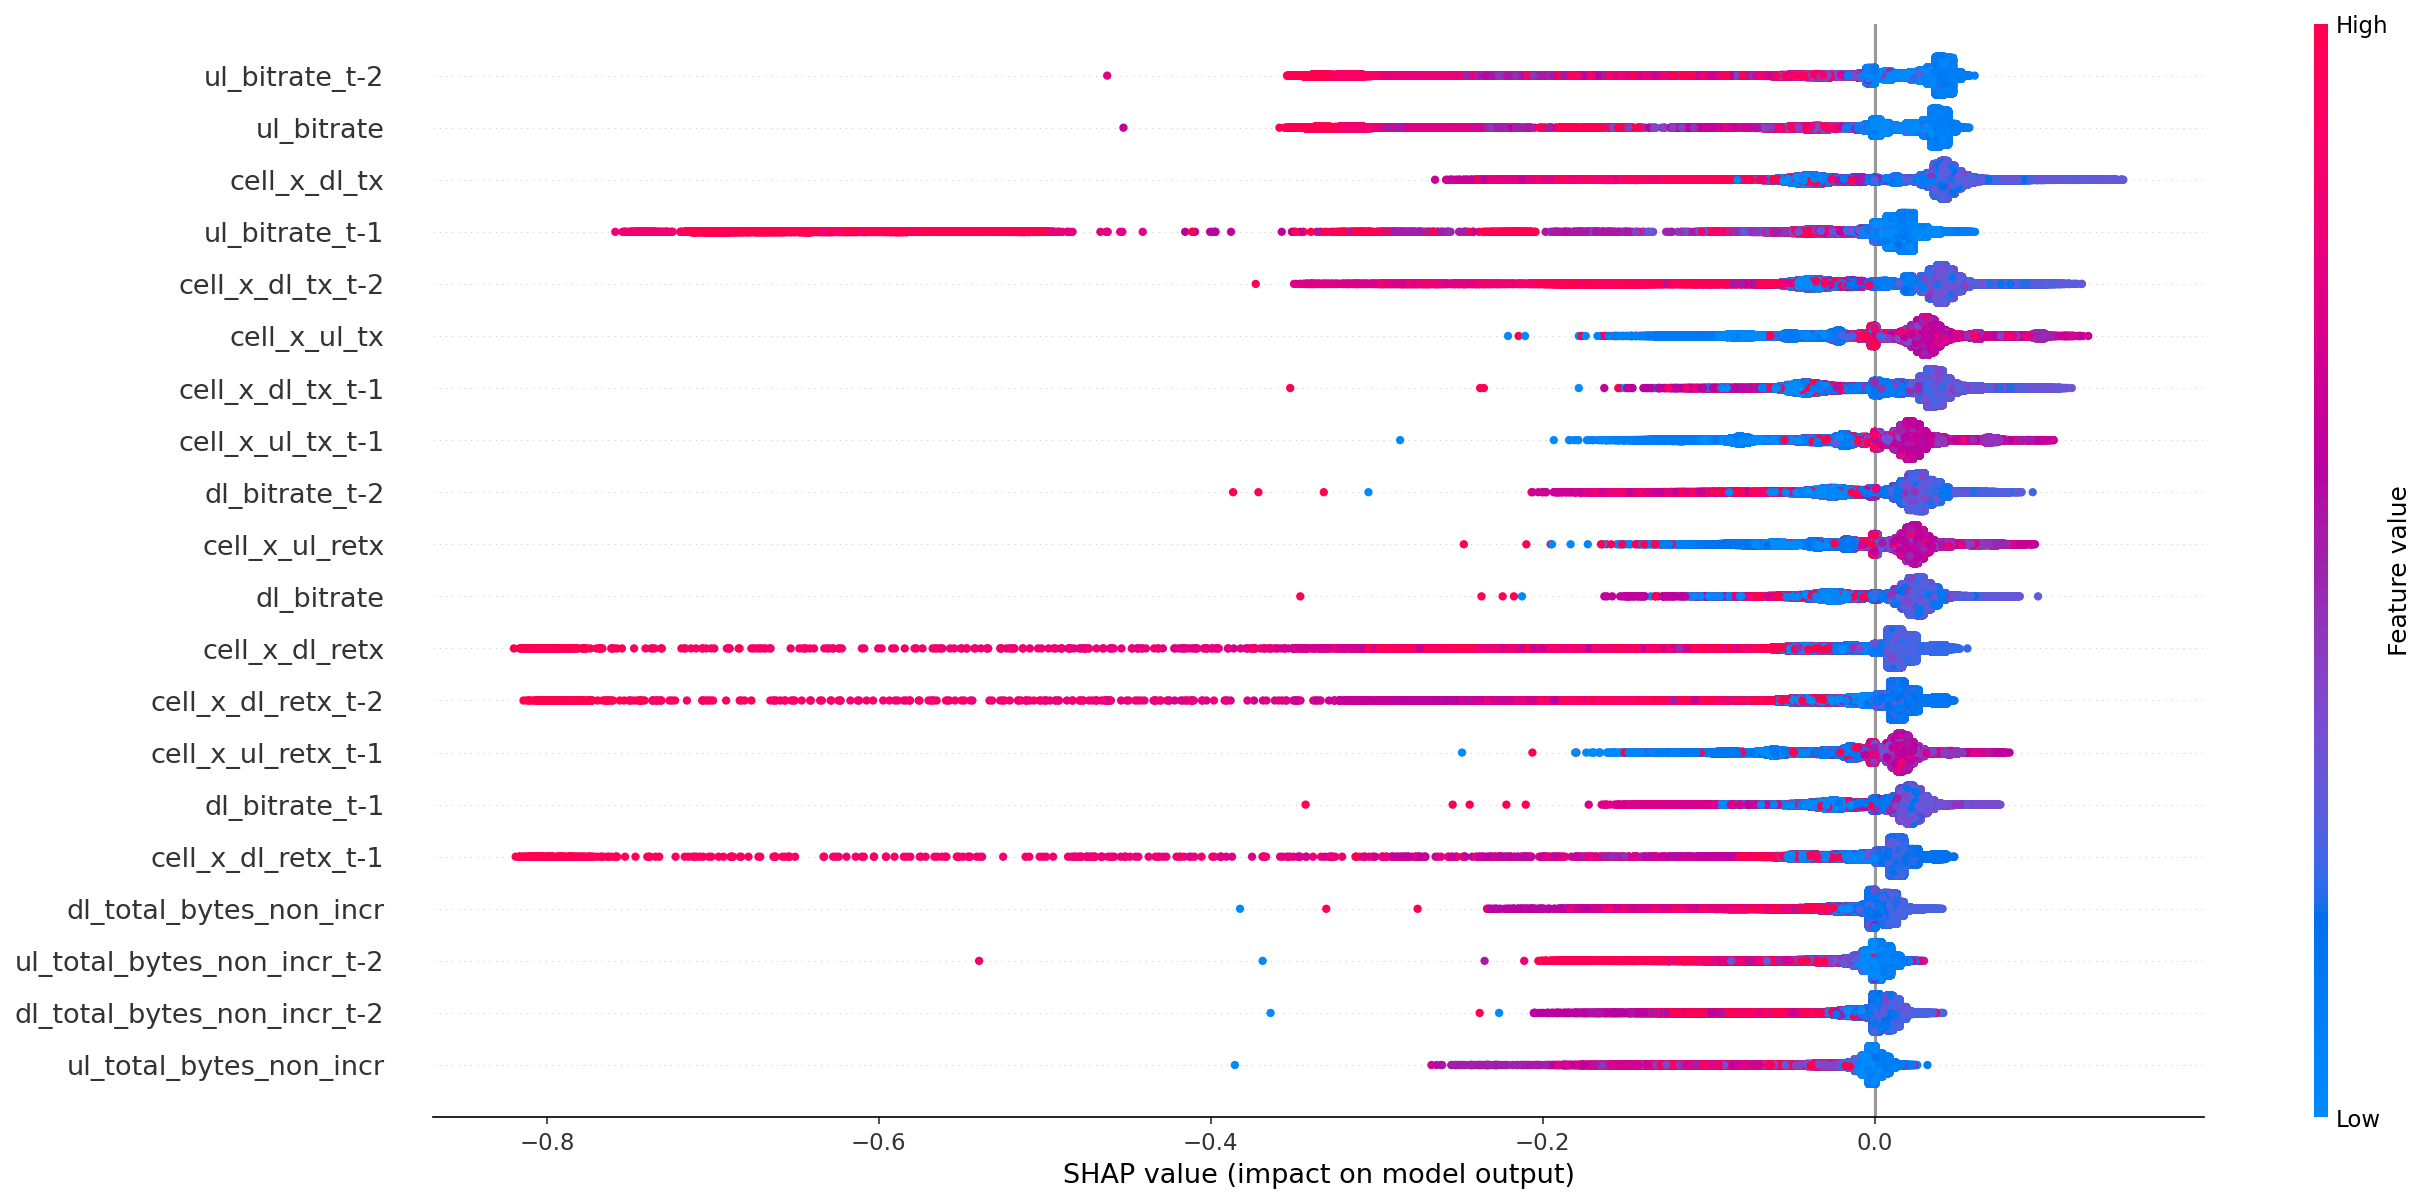 High
ul_bitrate_t-2
ul_bitrate
cell_x_dl_tx
ul_bitrate_t-1
cell_x_dl_tx_t-2
cell_x_ul_tx
cell_x_dl_tx_t-1
cell_x_ul_tx_t-1
dl_bitrate_t-2
cell_x_ul_retx
dl_bitrate
cell_x_dl_retx
cell_x_dl_retx_t-2
cell_x_ul_retx_t-1
dl_bitrate_t-1
cell_x_dl_retx_t-1
dl_total_bytes_non_incr
ul_total_bytes_non_incr_t-2
dl_total_bytes_non_incr_t-2
ul_total_bytes_non_incr
Feature value
Low
−0.8 −0.6 −0.4 −0.2 0.0
SHAP value (impact on model output)